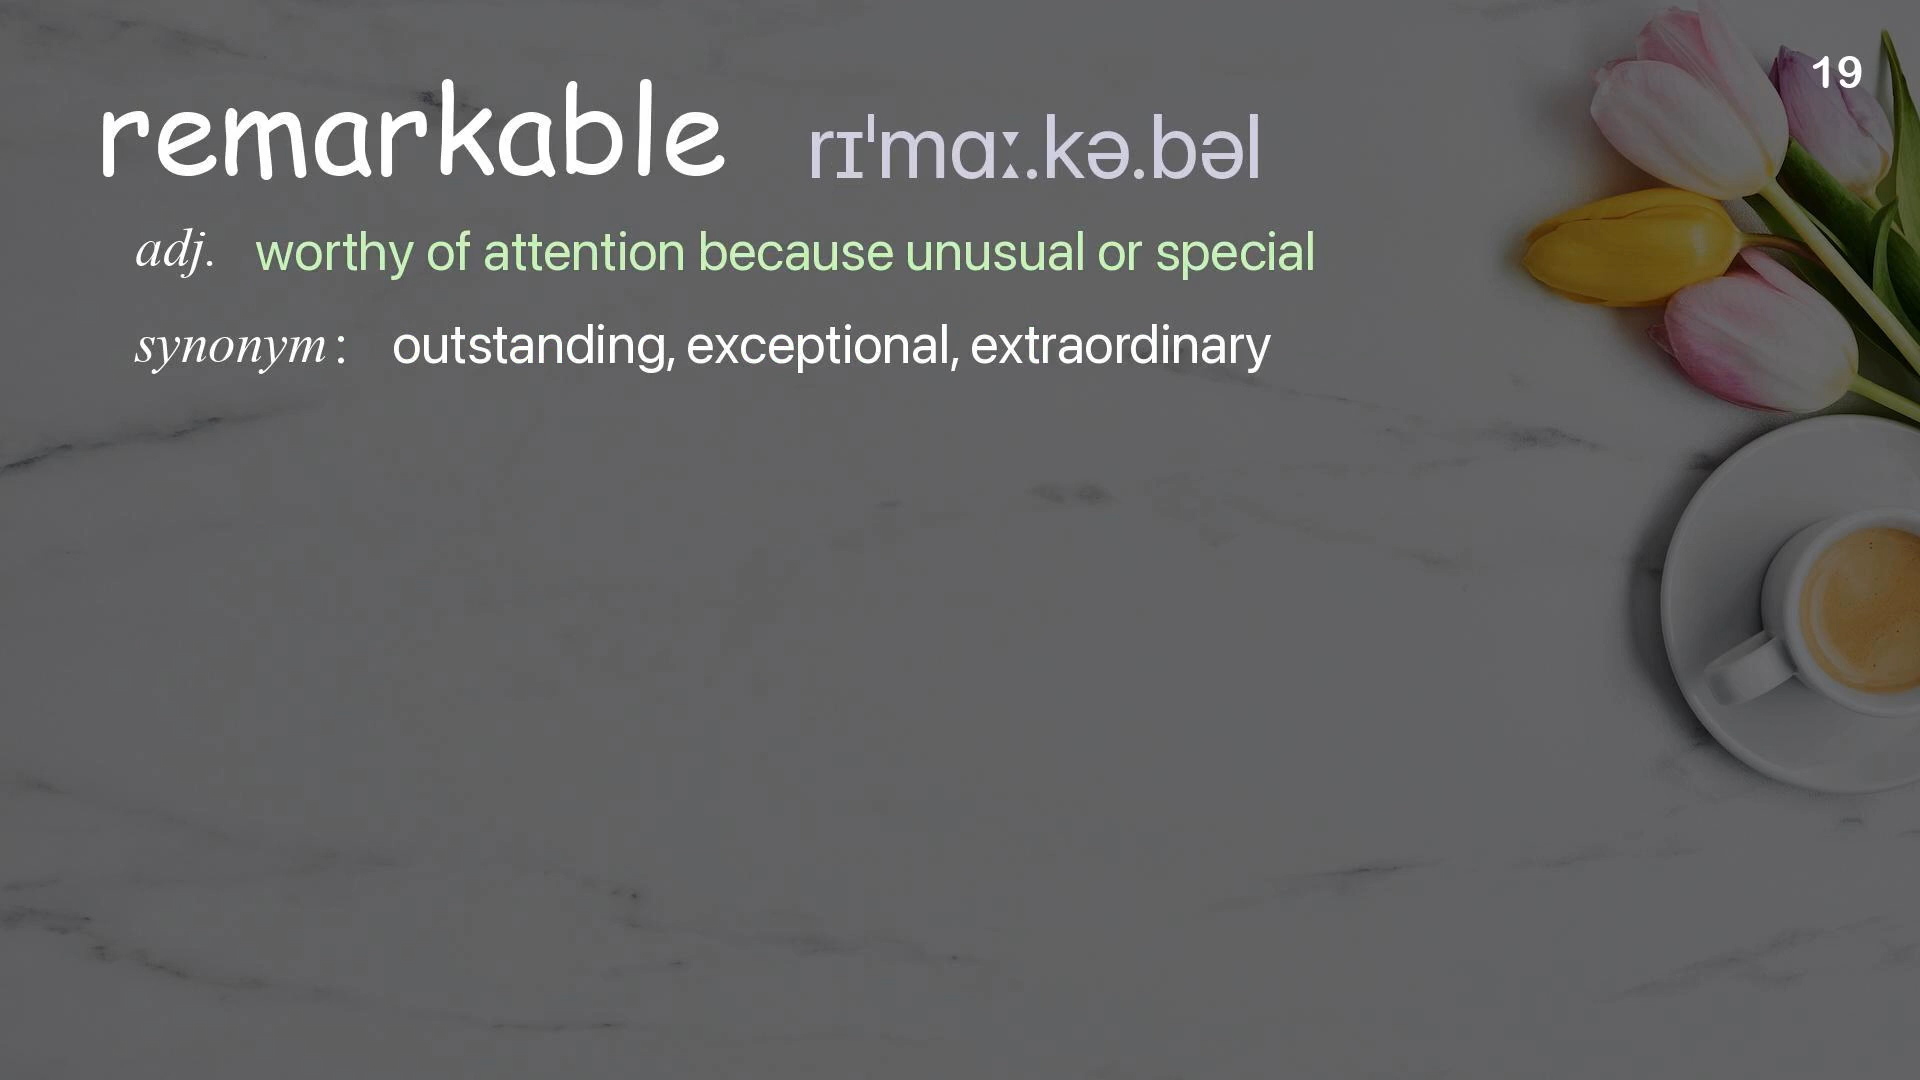 19
remarkable rɪˈmɑː.kə.bəl
adj. worthy of attention because unusual or special
synonym : outstanding, exceptional, extraordinary